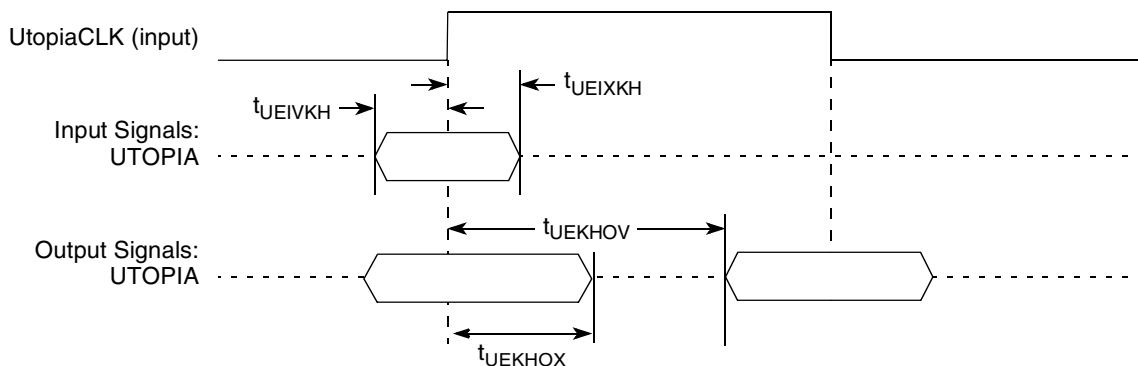 UtopiaCLK (input)
tUEIXKH
tUEIVKH
Input Signals:
UTOPIA
tUEKHOV
Output Signals:
UTOPIA
tUEKHOX